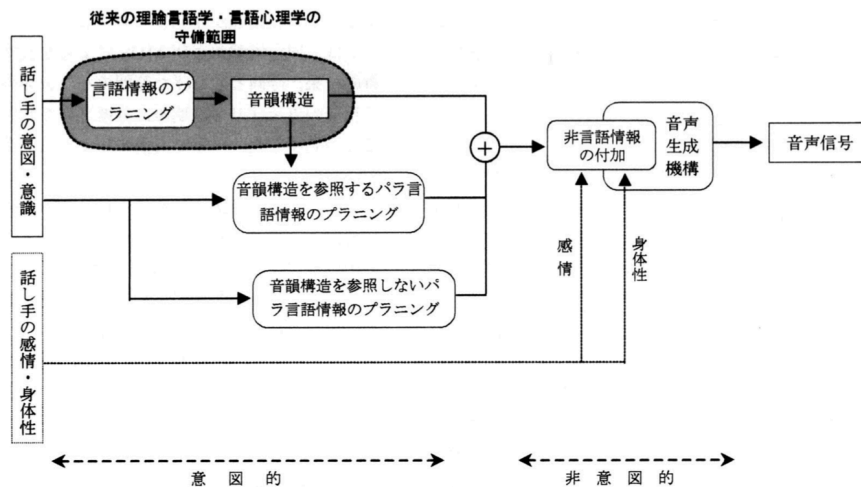 従来の理論言語学・言語心理学の
守備範囲
話し手の意図・意識
言語情報のプ
ラニング
音韻構造
音韻構造を参照するパラ言
語情報のプラニング
音韻構造を参照しないパ
ラ言語情報のプラニング
+
非言語情報
の付加
音声
生成
機構
音声信号
感情
身体性
話し手の感情・身体性
意図的
非意図的